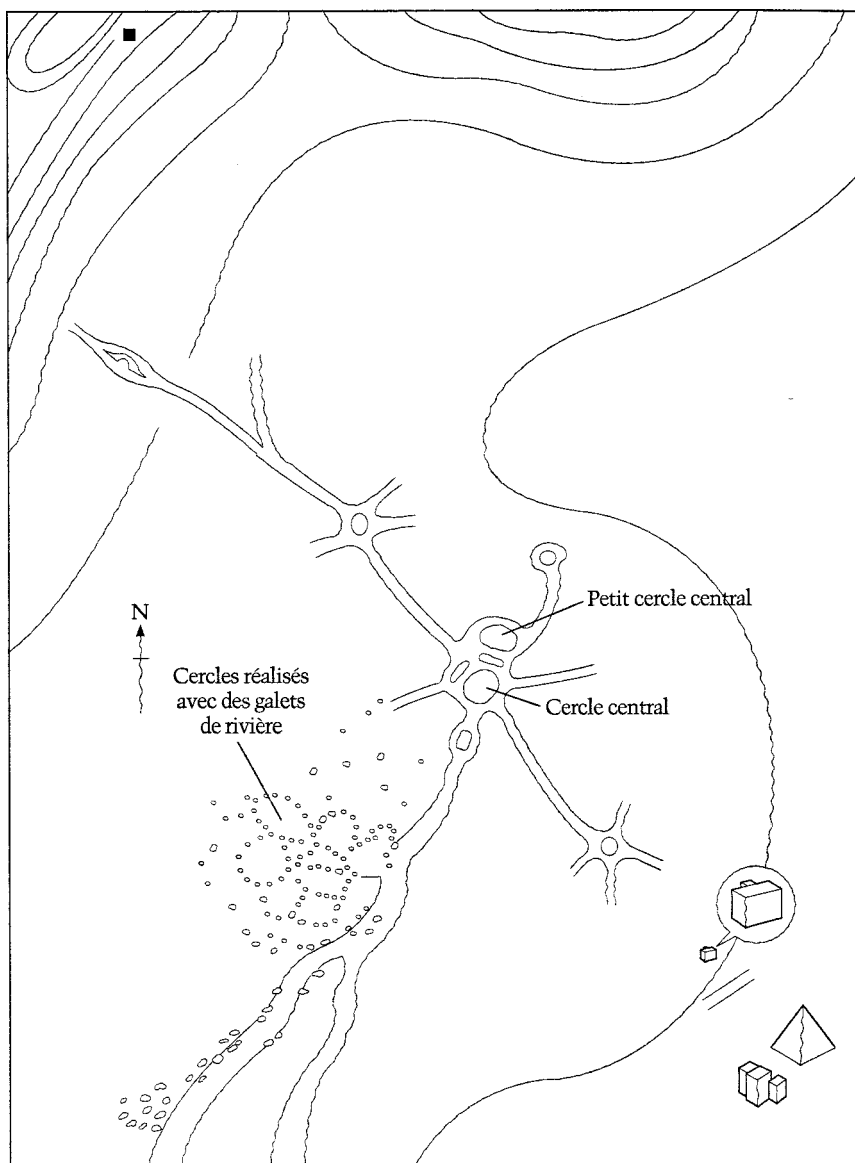 Petit cercle central
N
Cercles réalisés
avec des galets
de rivière
Cercle central